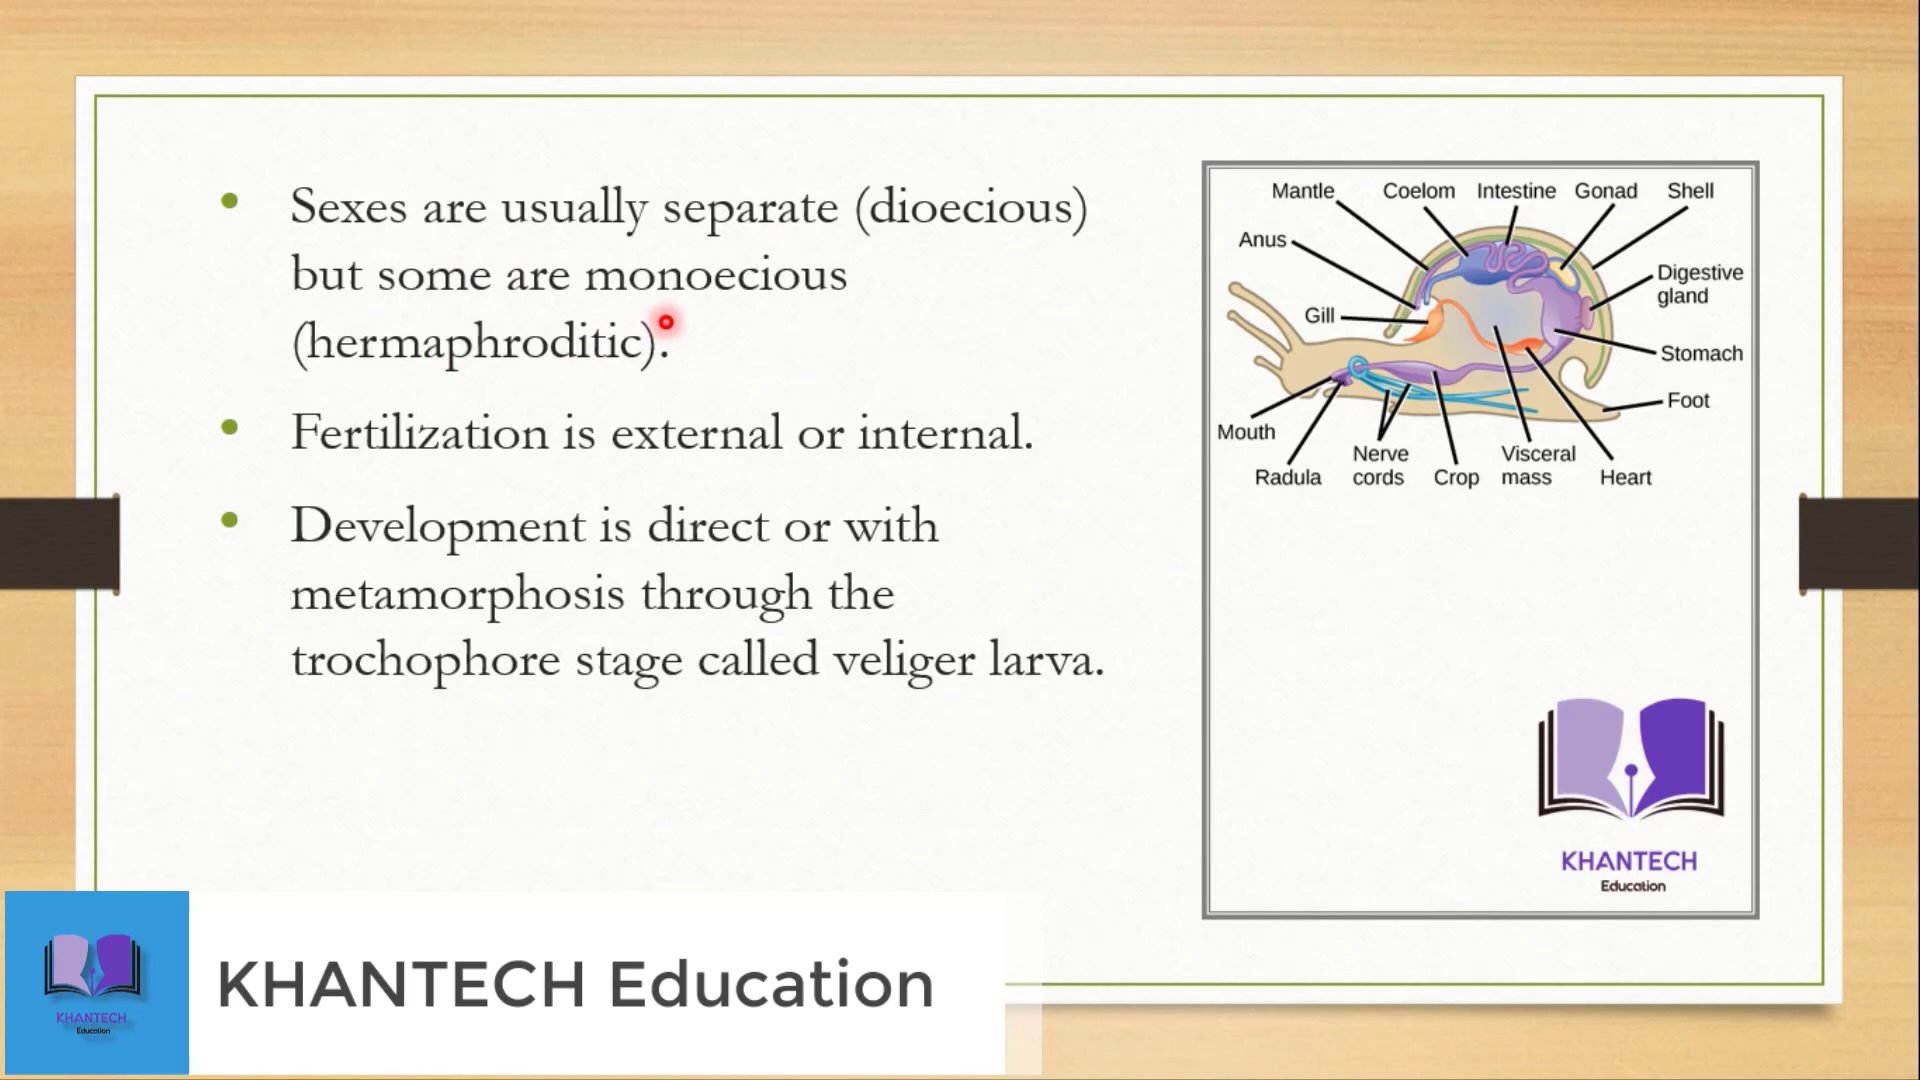 Sexes are usually separate (dioecious)
but some are monoecious
(hermaphroditic).
Fertilization is external or internal.
Development is direct or with
metamorphosis through the
trochophore stage called veliger larva.
Mantle
Coelom
Intestine
Gonad
Shell
Anus
Digestive
gland
Gill
Stomach
Foot
Mouth
Radula
Nerve
cords
Crop
Visceral
mass
Heart
KHANTECH
Education
KHANTECH
Education
KHANTECH Education